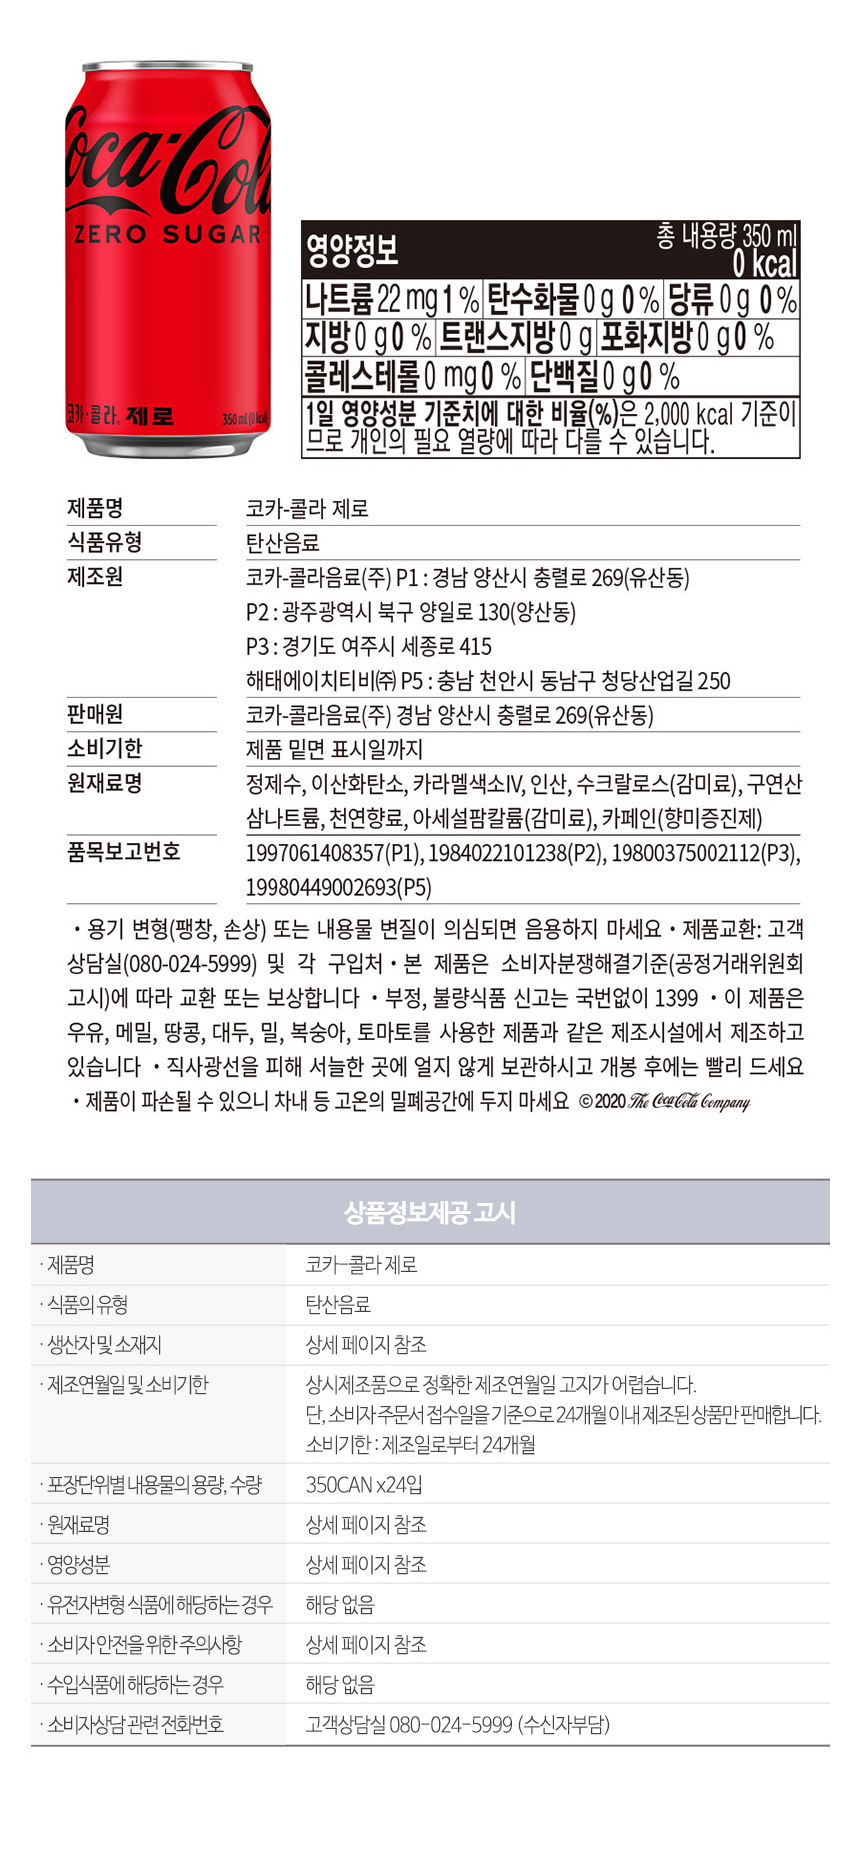 Coca-Cola
ZERO SUGAR
코카·콜라® 제로 350 ml (0 kcal)
영양정보 총 내용량 350 ml
0 kcal
나트륨 22 mg 1 % 탄수화물 0 g 0 % 당류 0 g 0 %
지방 0 g 0 % 트랜스지방 0 g 포화지방 0 g 0 %
콜레스테롤 0 mg 0 % 단백질 0 g 0 %
1일 영양성분 기준치에 대한 비율(%)은 2,000 kcal 기준이
므로 개인의 필요 열량에 따라 다를 수 있습니다.
제품명 코카-콜라 제로
식품유형 탄산음료
제조원 코카-콜라음료(주) P1 : 경남 양산시 충렬로 269(유산동)
P2 : 광주광역시 북구 양일로 130(양산동)
P3 : 경기도 여주시 세종로 415
해태에이치티비㈜ P5 : 충남 천안시 동남구 청당산업길 250
판매원 코카-콜라음료(주) 경남 양산시 충렬로 269(유산동)
소비기한 제품 밑면 표시일까지
원재료명 정제수, 이산화탄소, 카라멜색소Ⅳ, 인산, 수크랄로스(감미료), 구연산
삼나트륨, 천연향료, 아세설팜칼륨(감미료), 카페인(향미증진제)
품목보고번호 1997061408357(P1), 1984022101238(P2), 19800375002112(P3),
19980449002693(P5)
・용기 변형(팽창, 손상) 또는 내용물 변질이 의심되면 음용하지 마세요・제품교환: 고객
상담실(080-024-5999) 및 각 구입처・본 제품은 소비자분쟁해결기준(공정거래위원회
고시)에 따라 교환 또는 보상합니다 ・부정, 불량식품 신고는 국번없이 1399 ・이 제품은
우유, 메밀, 땅콩, 대두, 밀, 복숭아, 토마토를 사용한 제품과 같은 제조시설에서 제조하고
있습니다 ・직사광선을 피해 서늘한 곳에 얼지 않게 보관하시고 개봉 후에는 빨리 드세요
・제품이 파손될 수 있으니 차내 등 고온의 밀폐공간에 두지 마세요 ©2020 The Coca-Cola Company
상품정보제공 고시
· 제품명 코카-콜라 제로
· 식품의 유형 탄산음료
· 생산자 및 소재지 상세 페이지 참조
· 제조연월일 및 소비기한 상시제조품으로 정확한 제조연월일 고지가 어렵습니다.
단, 소비자 주문서 접수일을 기준으로 24개월 이내 제조된 상품만 판매합니다.
소비기한 : 제조일로부터 24개월
· 포장단위별 내용물의 용량, 수량 350CAN x24입
· 원재료명 상세 페이지 참조
· 영양성분 상세 페이지 참조
· 유전자변형 식품에 해당하는 경우 해당 없음
· 소비자 안전을 위한 주의사항 상세 페이지 참조
· 수입식품에 해당하는 경우 해당 없음
· 소비자상담 관련 전화번호 고객상담실 080-024-5999 (수신자부담)